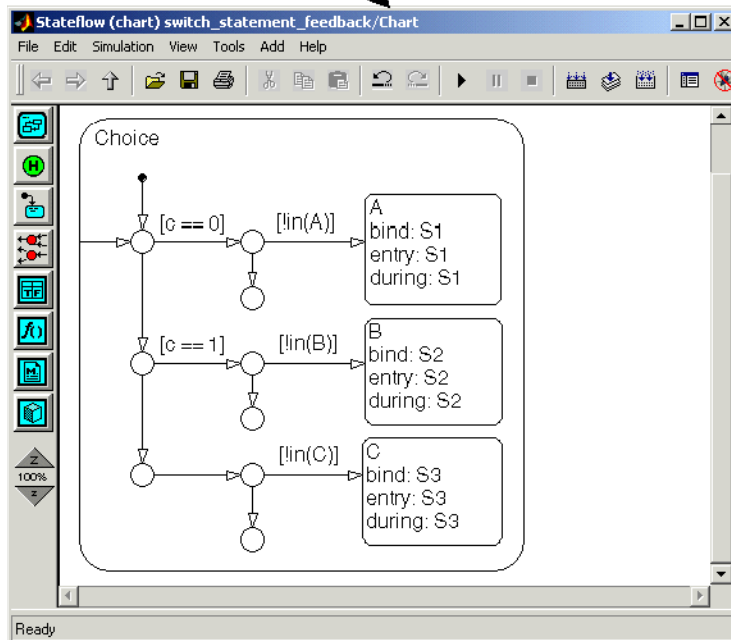 Stateflow (chart) switch_statement_feedback/Chart
File Edit Simulation View Tools Add Help
Choice
[c == 0] [!in(A)]
A
bind: S1
entry: S1
during: S1
[c == 1] [!in(B)]
B
bind: S2
entry: S2
during: S2
[!in(C)]
C
bind: S3
entry: S3
during: S3
H
TF
f()
M
Z
100%
z
Ready